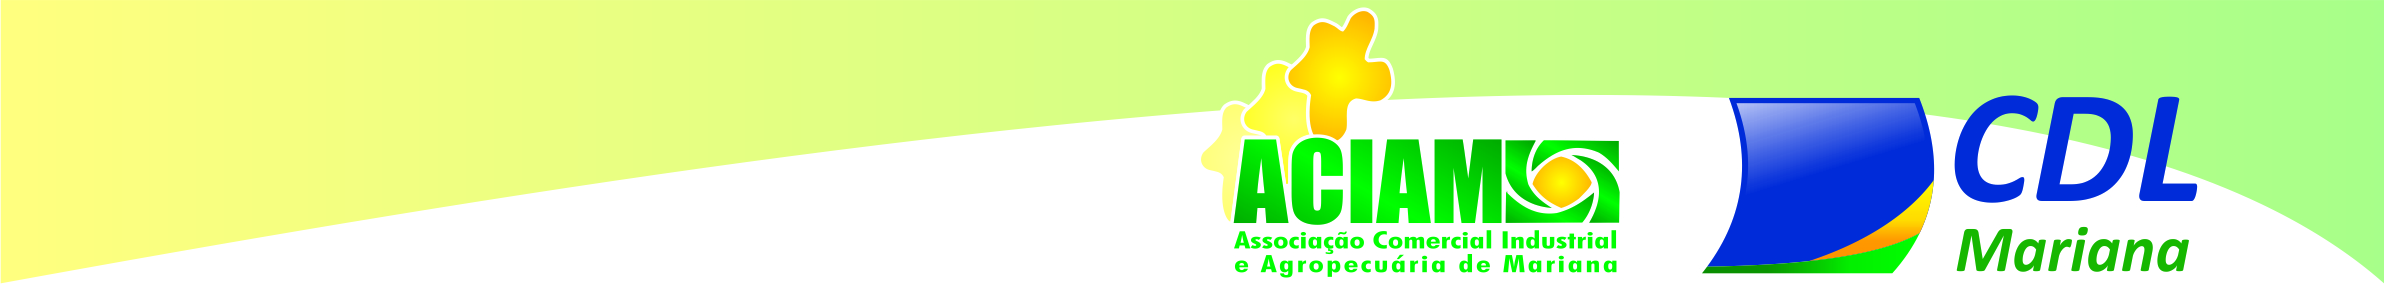 ACIAM
Associação Comercial Industrial
e Agropecuária de Mariana
CDL
Mariana